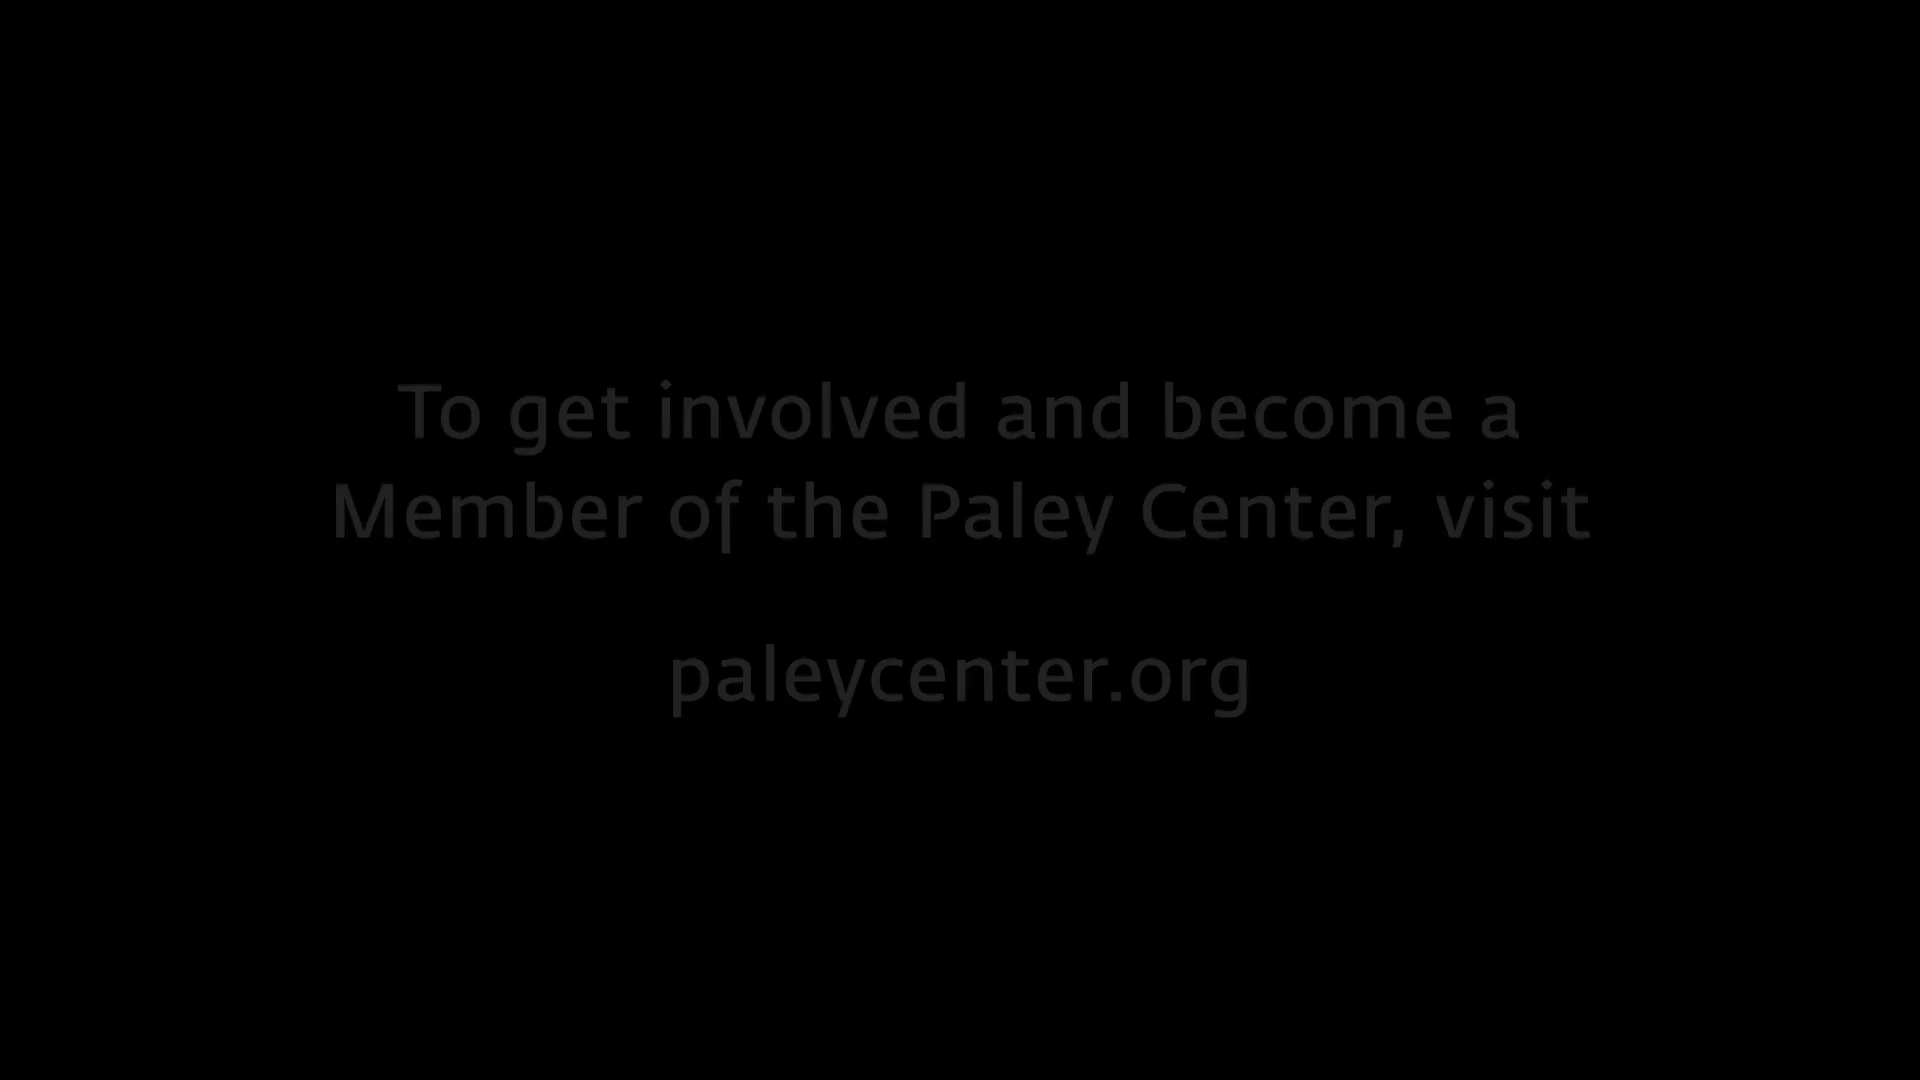 To get involved and become a
Member of the Paley Center, visit
paleycenter.org